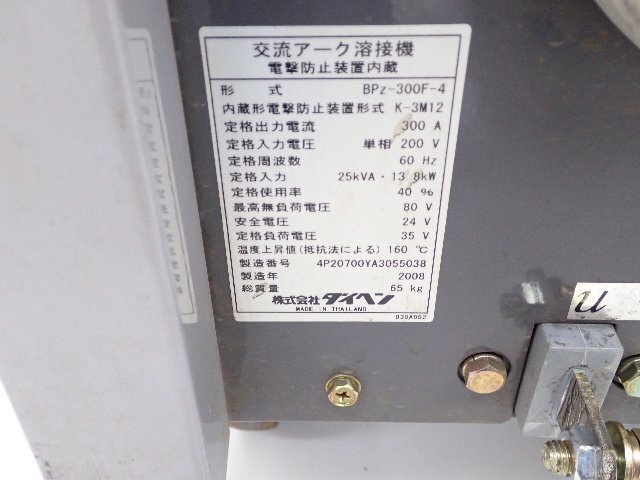 交流アーク溶接機
電撃防止装置内蔵
形 式 BPz-300F-4
内蔵形電撃防止装置形式 K-3M12
定格出力電流 300 A
定格入力電圧 単相 200 V
定格周波数 60 Hz
定格入力 25kVA・13.8kW
定格使用率 40 %
最高無負荷電圧 80 V
安全電圧 24 V
定格負荷電圧 35 V
温度上昇値(抵抗法による) 160 ℃
製造番号 4P20700YA3055038
製造年 2008
総質量 65 kg
株式会社 ダイヘン
MADE IN THAILAND
u